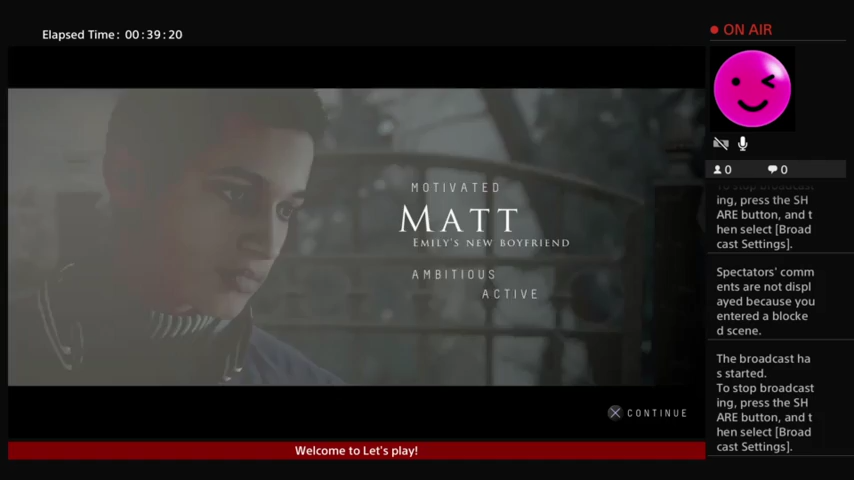 Elapsed Time: 00:39:20
ON AIR
MOTIVATED
MATT
EMILY'S NEW BOYFRIEND
AMBITIOUS
ACTIVE
CONTINUE
Welcome to Let's play!
0
0
To stop broadcast
ing, press the SH
ARE button, and t
hen select [Broad
cast Settings].
Spectators' comm
ents are not displ
ayed because you
entered a blocke
d scene.
The broadcast ha
s started.
To stop broadcast
ing, press the SH
ARE button, and t
hen select [Broad
cast Settings].